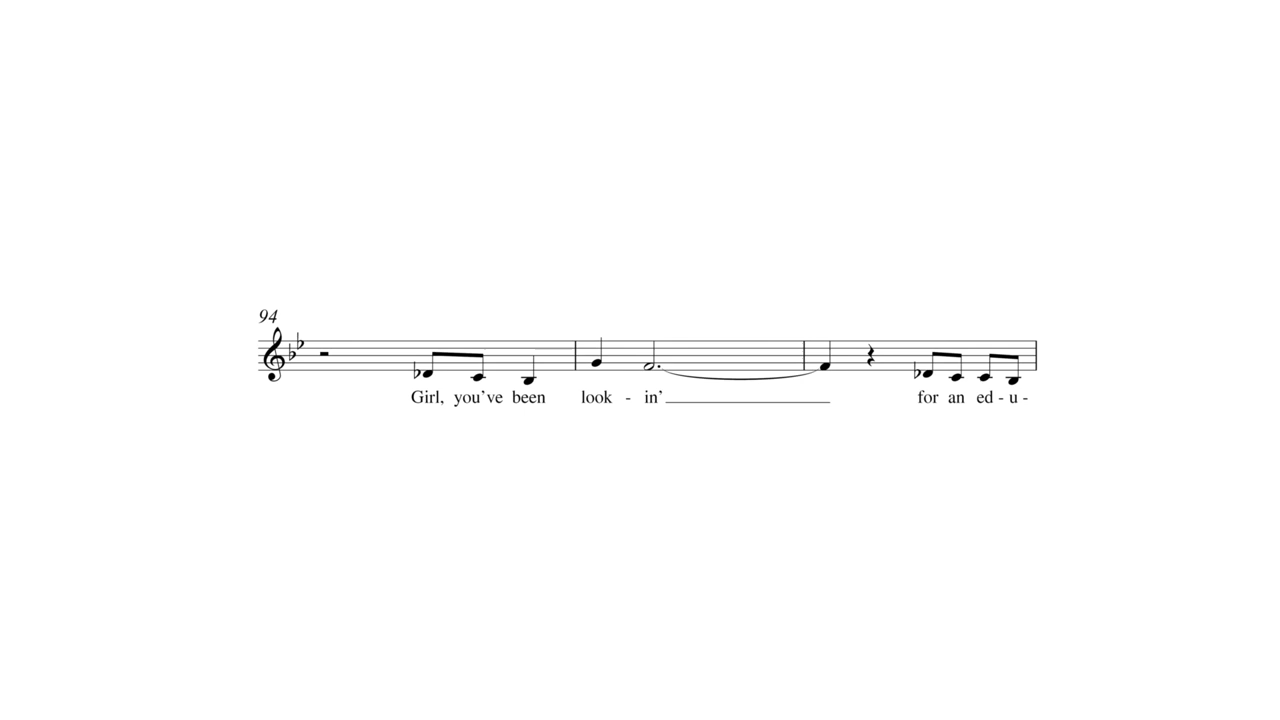 94
Girl, you’ve been look - in’ for an ed - u -